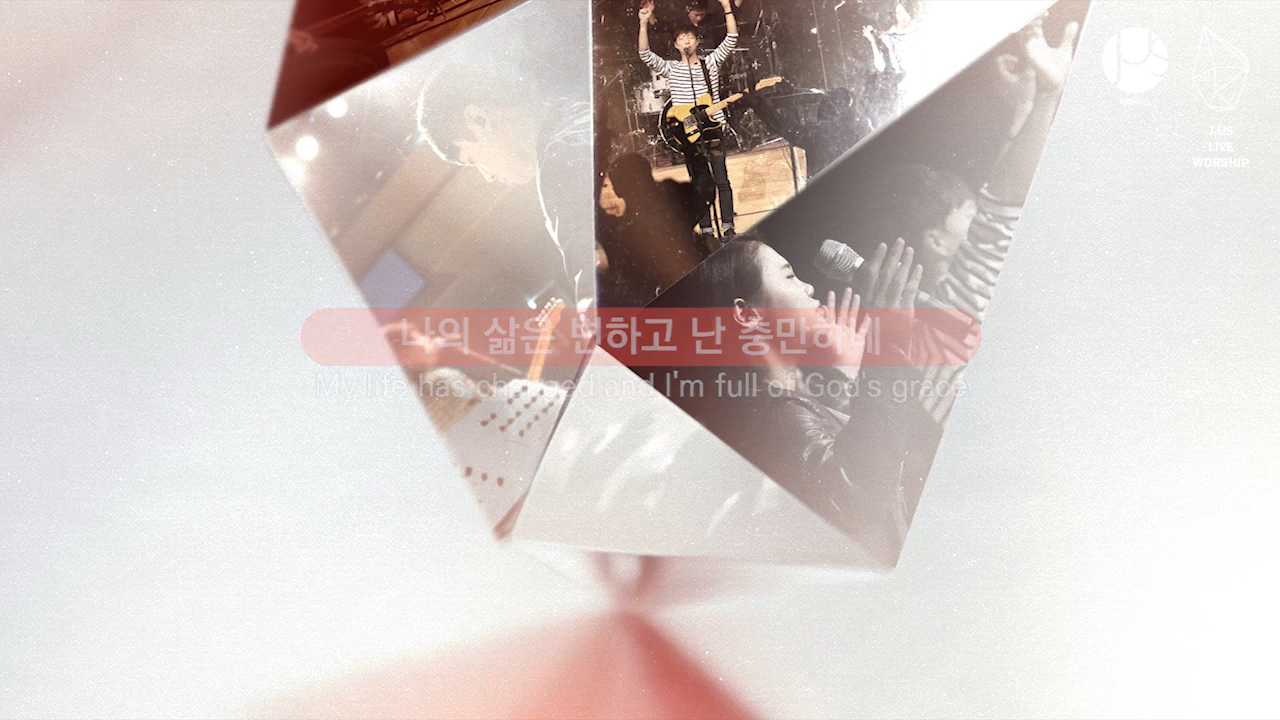 J-US
LIVE
WORSHIP
나의 삶은 변하고 난 충만하네
My life has changed and I'm full of God's grace